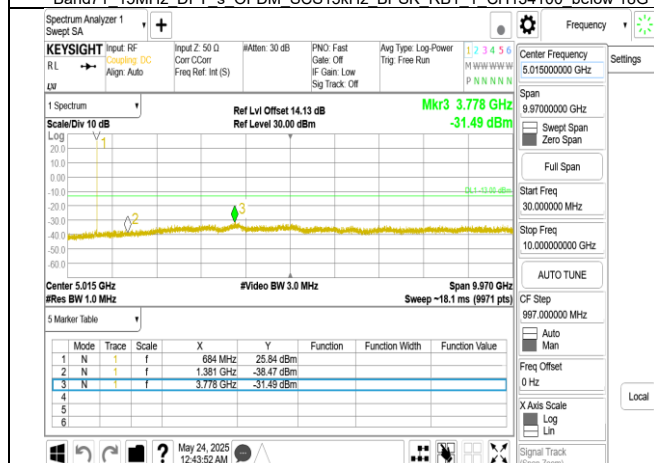 Band71_15MHz_DFT-s_OFDM_SCS15kHz_BPSK_RB1_1_CH134100_below 10G
Spectrum Analyzer 1
Swept SA
Frequency
Settings
KEYSIGHT
RL
LXI
Input: RF
Coupling: DC
Align: Auto
Input Z: 50 Ω
Corr CCorr
Freq Ref: Int (S)
#Atten: 30 dB
PNO: Fast
Gate: Off
IF Gain: Low
Sig Track: Off
Avg Type: Log-Power
Trig: Free Run
1 2 3 4 5 6
M W W W W W
P N N N N N
Center Frequency
5.015000000 GHz
Span
9.97000000 GHz
Swept Span
Zero Span
Full Span
Start Freq
30.000000 MHz
Stop Freq
10.000000000 GHz
AUTO TUNE
CF Step
997.000000 MHz
Auto
Man
Freq Offset
0 Hz
X Axis Scale
Log
Lin
Signal Track
(Span Zoom)
Local
1 Spectrum
Scale/Div 10 dB
Log
Ref Lvl Offset 14.13 dB
Ref Level 30.00 dBm
Mkr3 3.778 GHz
-31.49 dBm
20.0
10.0
0.00
-10.0
-20.0
-30.0
-40.0
-50.0
-60.0
1
2
3
DL1 -13.00 dBm
Center 5.015 GHz
#Res BW 1.0 MHz
#Video BW 3.0 MHz
Span 9.970 GHz
Sweep ~18.1 ms (9971 pts)
5 Marker Table
Mode Trace Scale X Y Function Function Width Function Value
1 N 1 f 684 MHz 25.84 dBm
2 N 1 f 1.381 GHz -38.47 dBm
3 N 1 f 3.778 GHz -31.49 dBm
4
5
6
?
May 24, 2025
12:43:52 AM